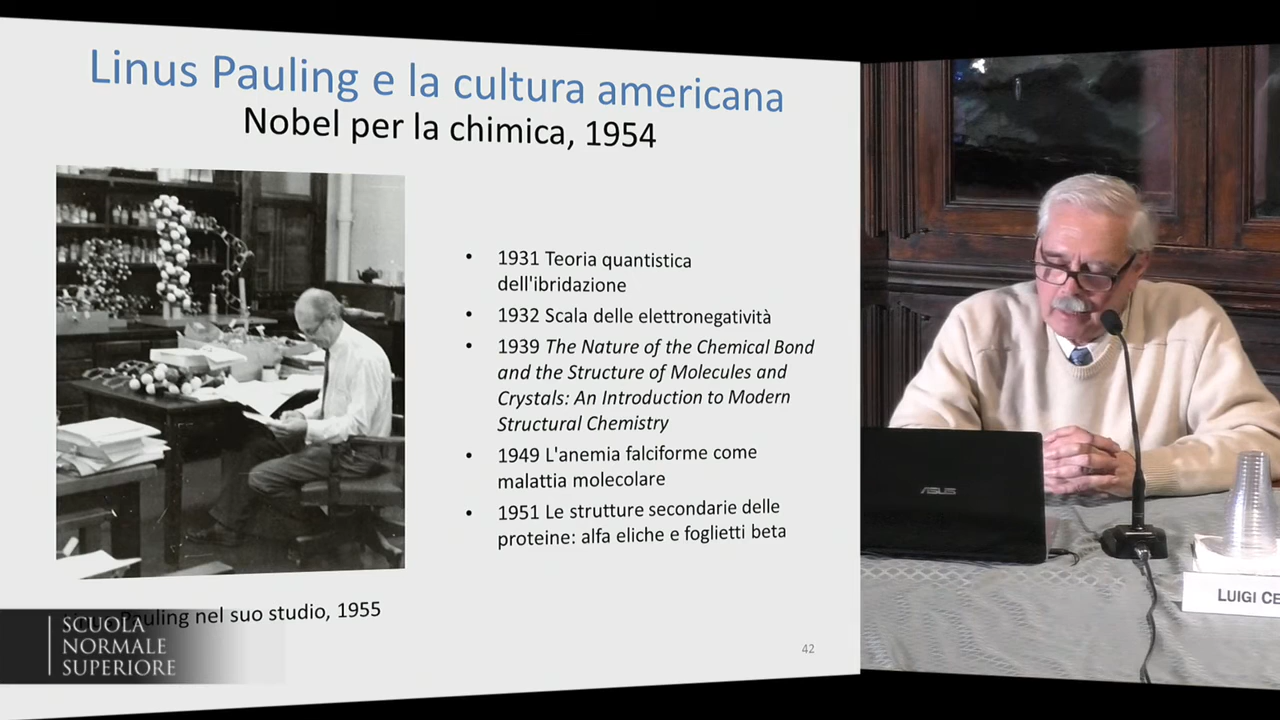 Linus Pauling e la cultura americana
Nobel per la chimica, 1954
• 1931 Teoria quantistica
dell'ibridazione
• 1932 Scala delle elettronegatività
• 1939 The Nature of the Chemical Bond
and the Structure of Molecules and
Crystals: An Introduction to Modern
Structural Chemistry
• 1949 L'anemia falciforme come
malattia molecolare
• 1951 Le strutture secondarie delle
proteine: alfa eliche e foglietti beta
Pauling nel suo studio, 1955
42
SCUOLA
NORMALE
SUPERIORE
ASUS
LUIGI CE